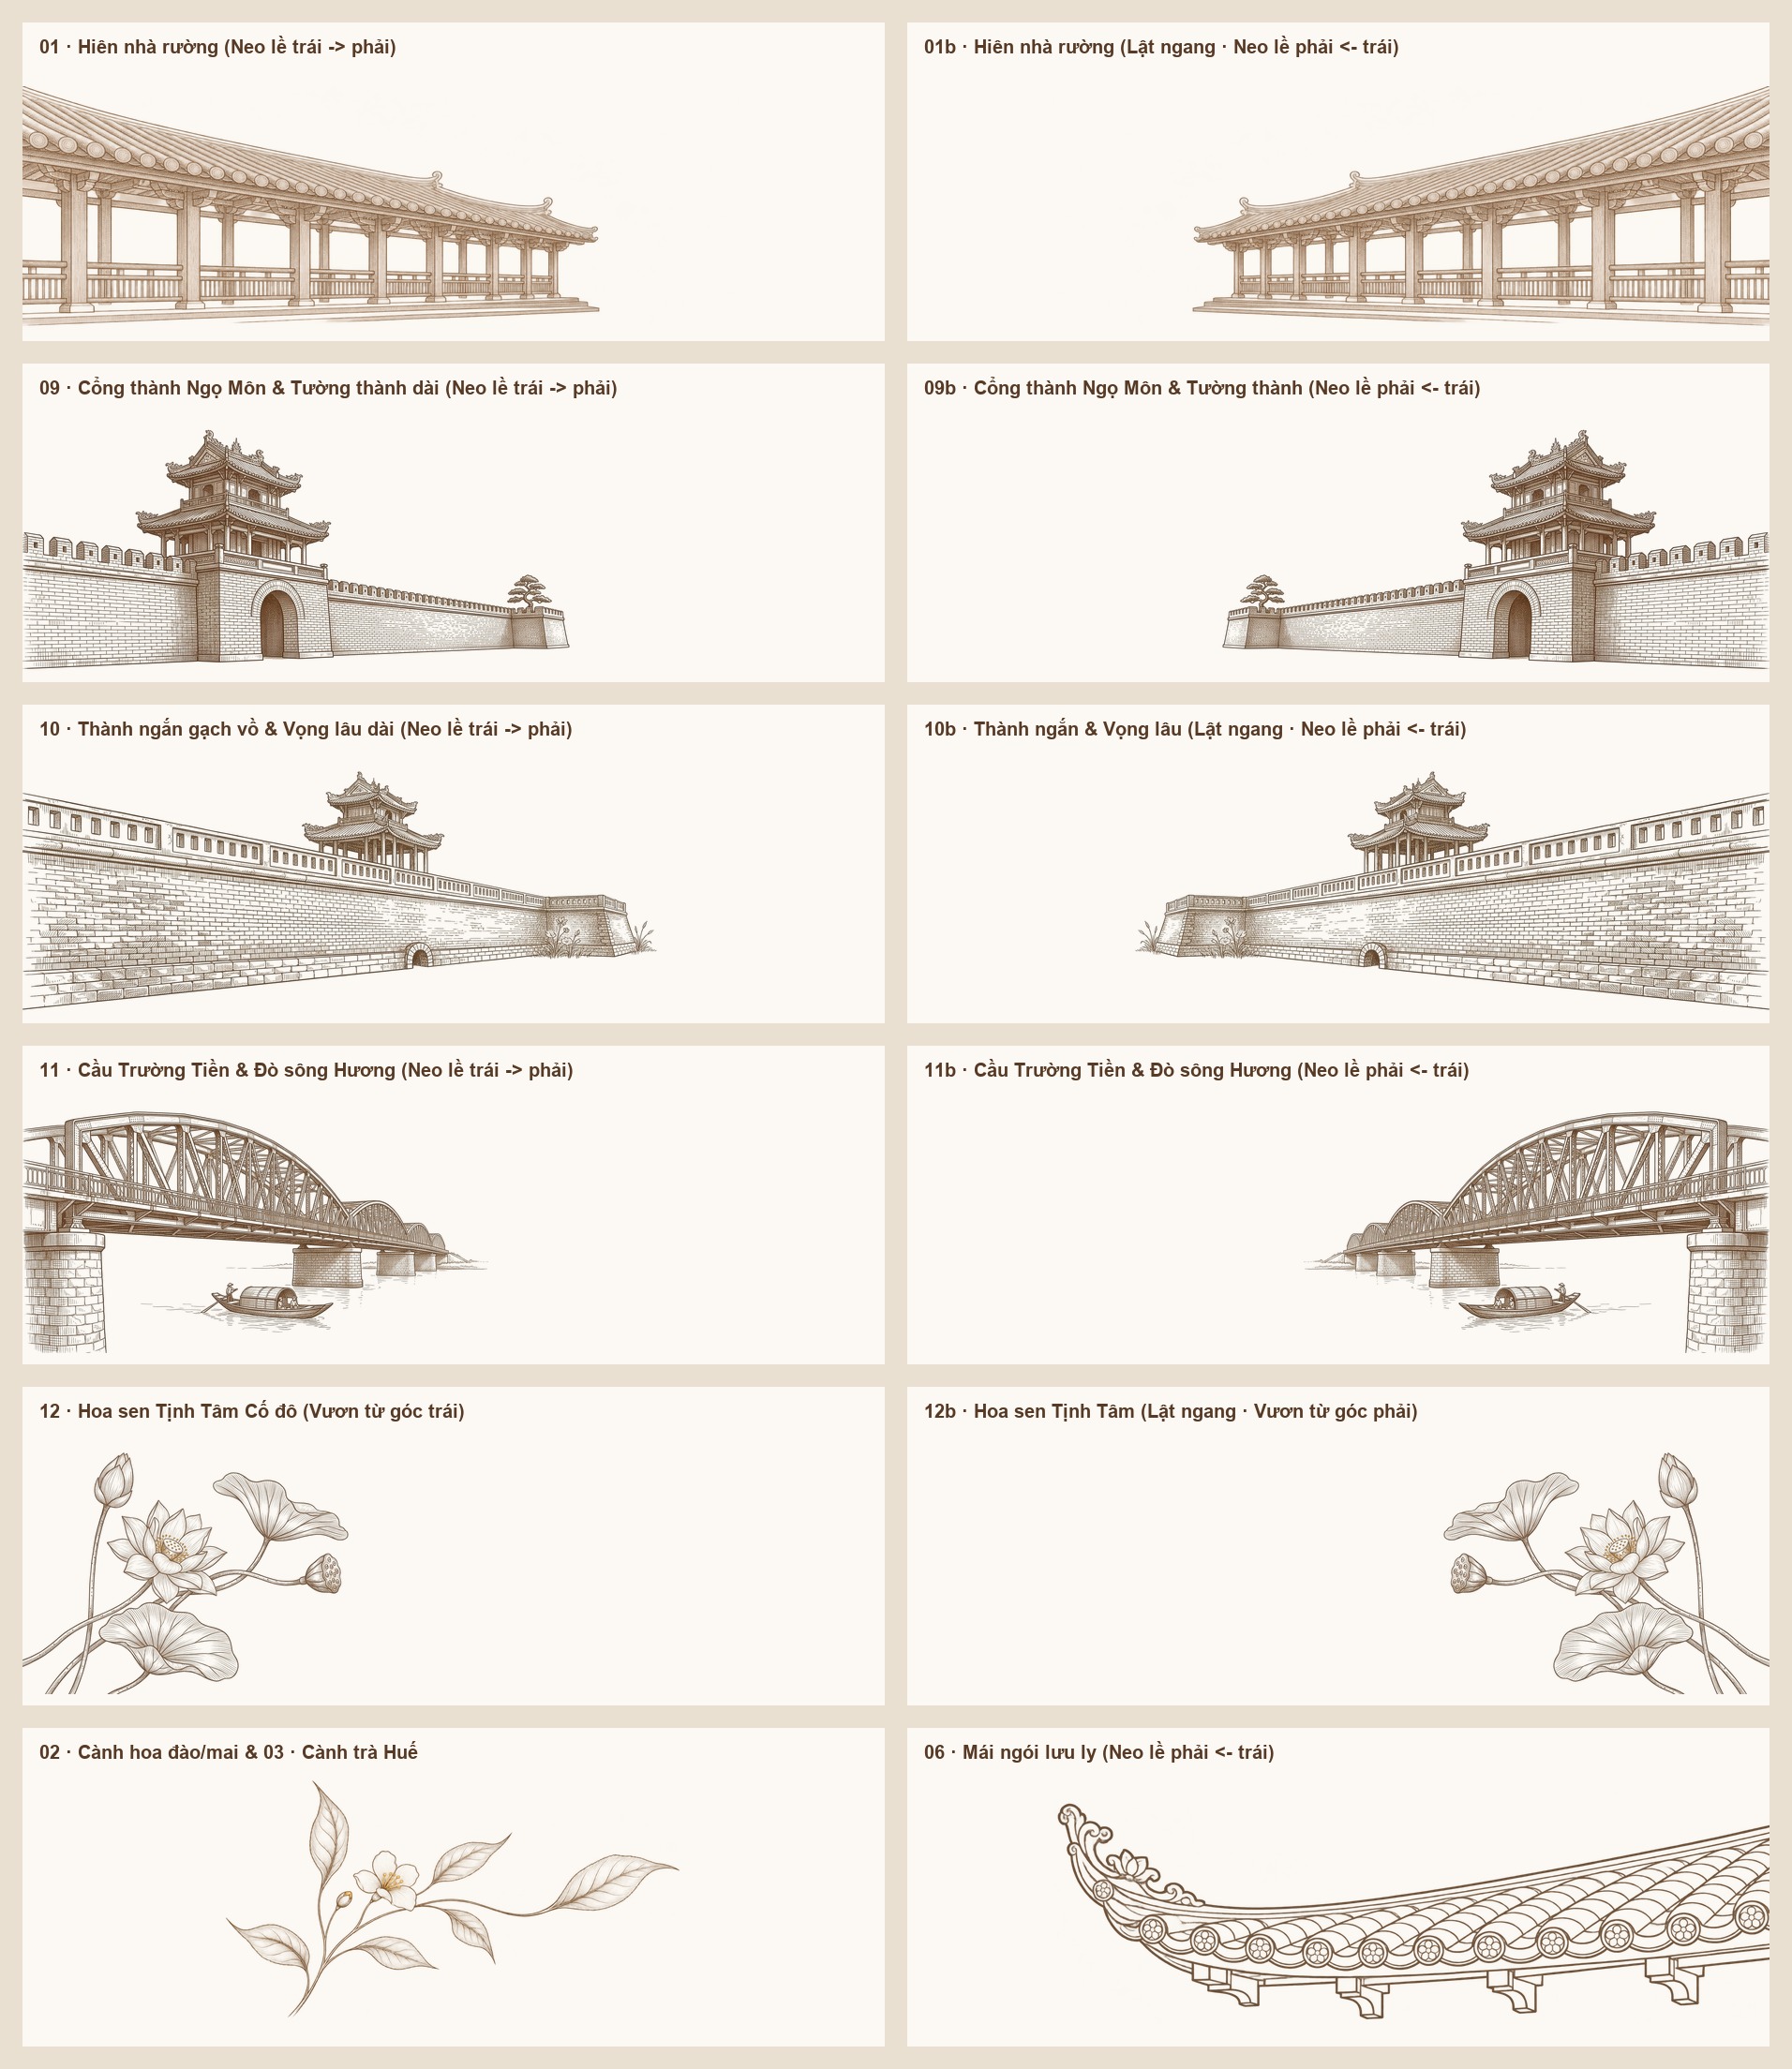 01 · Hiên nhà rường (Neo lề trái -> phải)
01b · Hiên nhà rường (Lật ngang · Neo lề phải <- trái)
09 · Cổng thành Ngọ Môn & Tường thành dài (Neo lề trái -> phải)
09b · Cổng thành Ngọ Môn & Tường thành (Neo lề phải <- trái)
10 · Thành ngắn gạch vồ & Vọng lâu dài (Neo lề trái -> phải)
10b · Thành ngắn & Vọng lâu (Lật ngang · Neo lề phải <- trái)
11 · Cầu Trường Tiền & Đò sông Hương (Neo lề trái -> phải)
11b · Cầu Trường Tiền & Đò sông Hương (Neo lề phải <- trái)
12 · Hoa sen Tịnh Tâm Cố đô (Vươn từ góc trái)
12b · Hoa sen Tịnh Tâm (Lật ngang · Vươn từ góc phải)
02 · Cành hoa đào/mai & 03 · Cành trà Huế
06 · Mái ngói lưu ly (Neo lề phải <- trái)